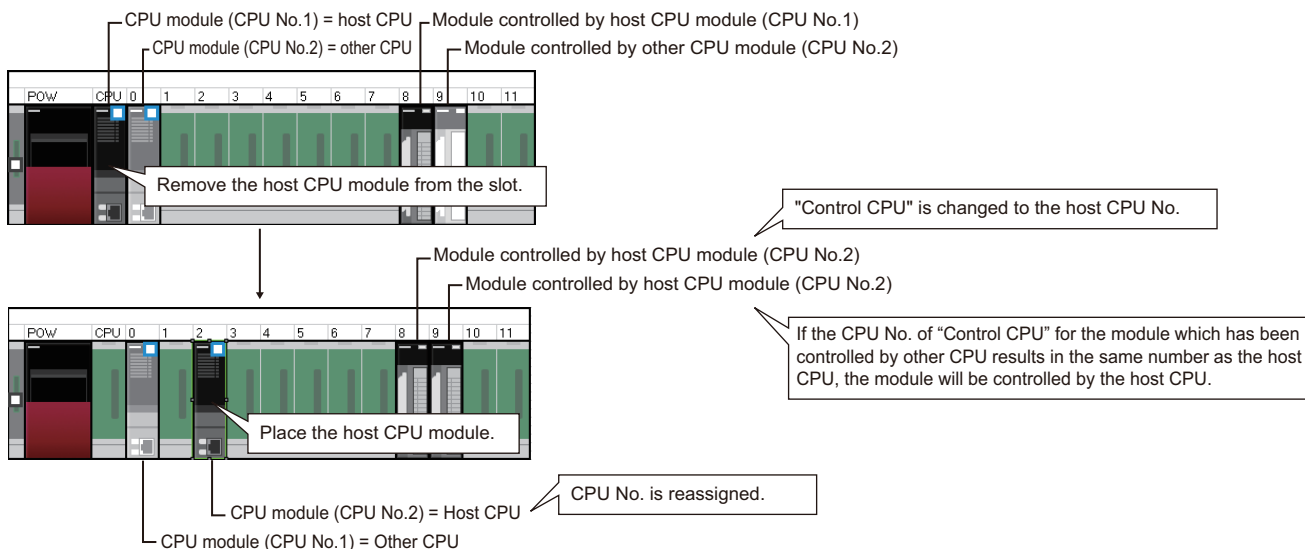 CPU module (CPU No.1) = host CPU
Module controlled by host CPU module (CPU No.1)
CPU module (CPU No.2) = other CPU
Module controlled by other CPU module (CPU No.2)
POW CPU 0 1 2 3 4 5 6 7 8 9 10 11
Remove the host CPU module from the slot.
"Control CPU" is changed to the host CPU No.
Module controlled by host CPU module (CPU No.2)
Module controlled by host CPU module (CPU No.2)
If the CPU No. of “Control CPU” for the module which has been
controlled by other CPU results in the same number as the host
CPU, the module will be controlled by the host CPU.
POW CPU 0 1 2 3 4 5 6 7 8 9 10 11
Place the host CPU module.
CPU No. is reassigned.
CPU module (CPU No.2) = Host CPU
CPU module (CPU No.1) = Other CPU